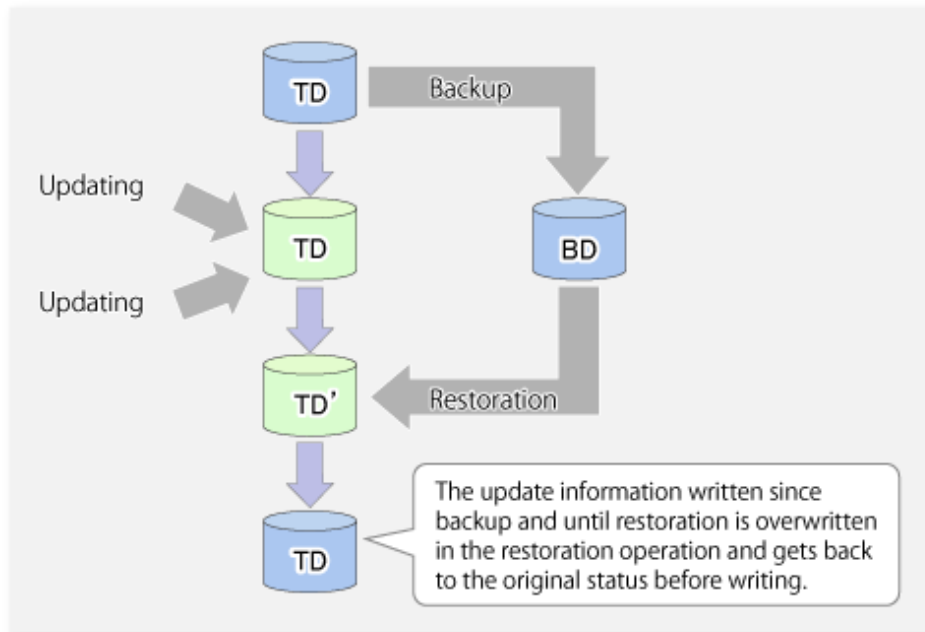 TD
Backup
Updating
TD
BD
Updating
TD'
Restoration
The update information written since
backup and until restoration is overwritten
in the restoration operation and gets back
to the original status before writing.
TD